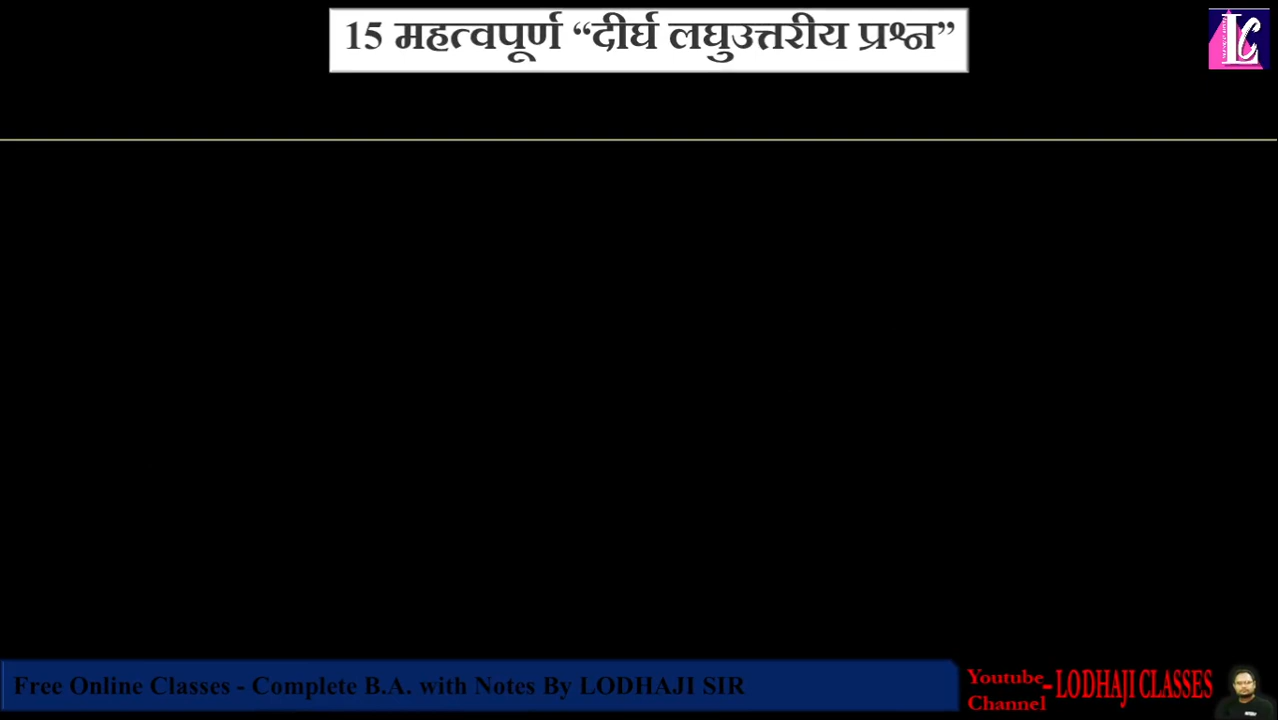 15 महत्वपूर्ण “दीर्घ लघुउत्तरीय प्रश्न”
LC
Free Online Classes - Complete B.A. with Notes By LODHAJI SIR
Youtube Channel - LODHAJI CLASSES